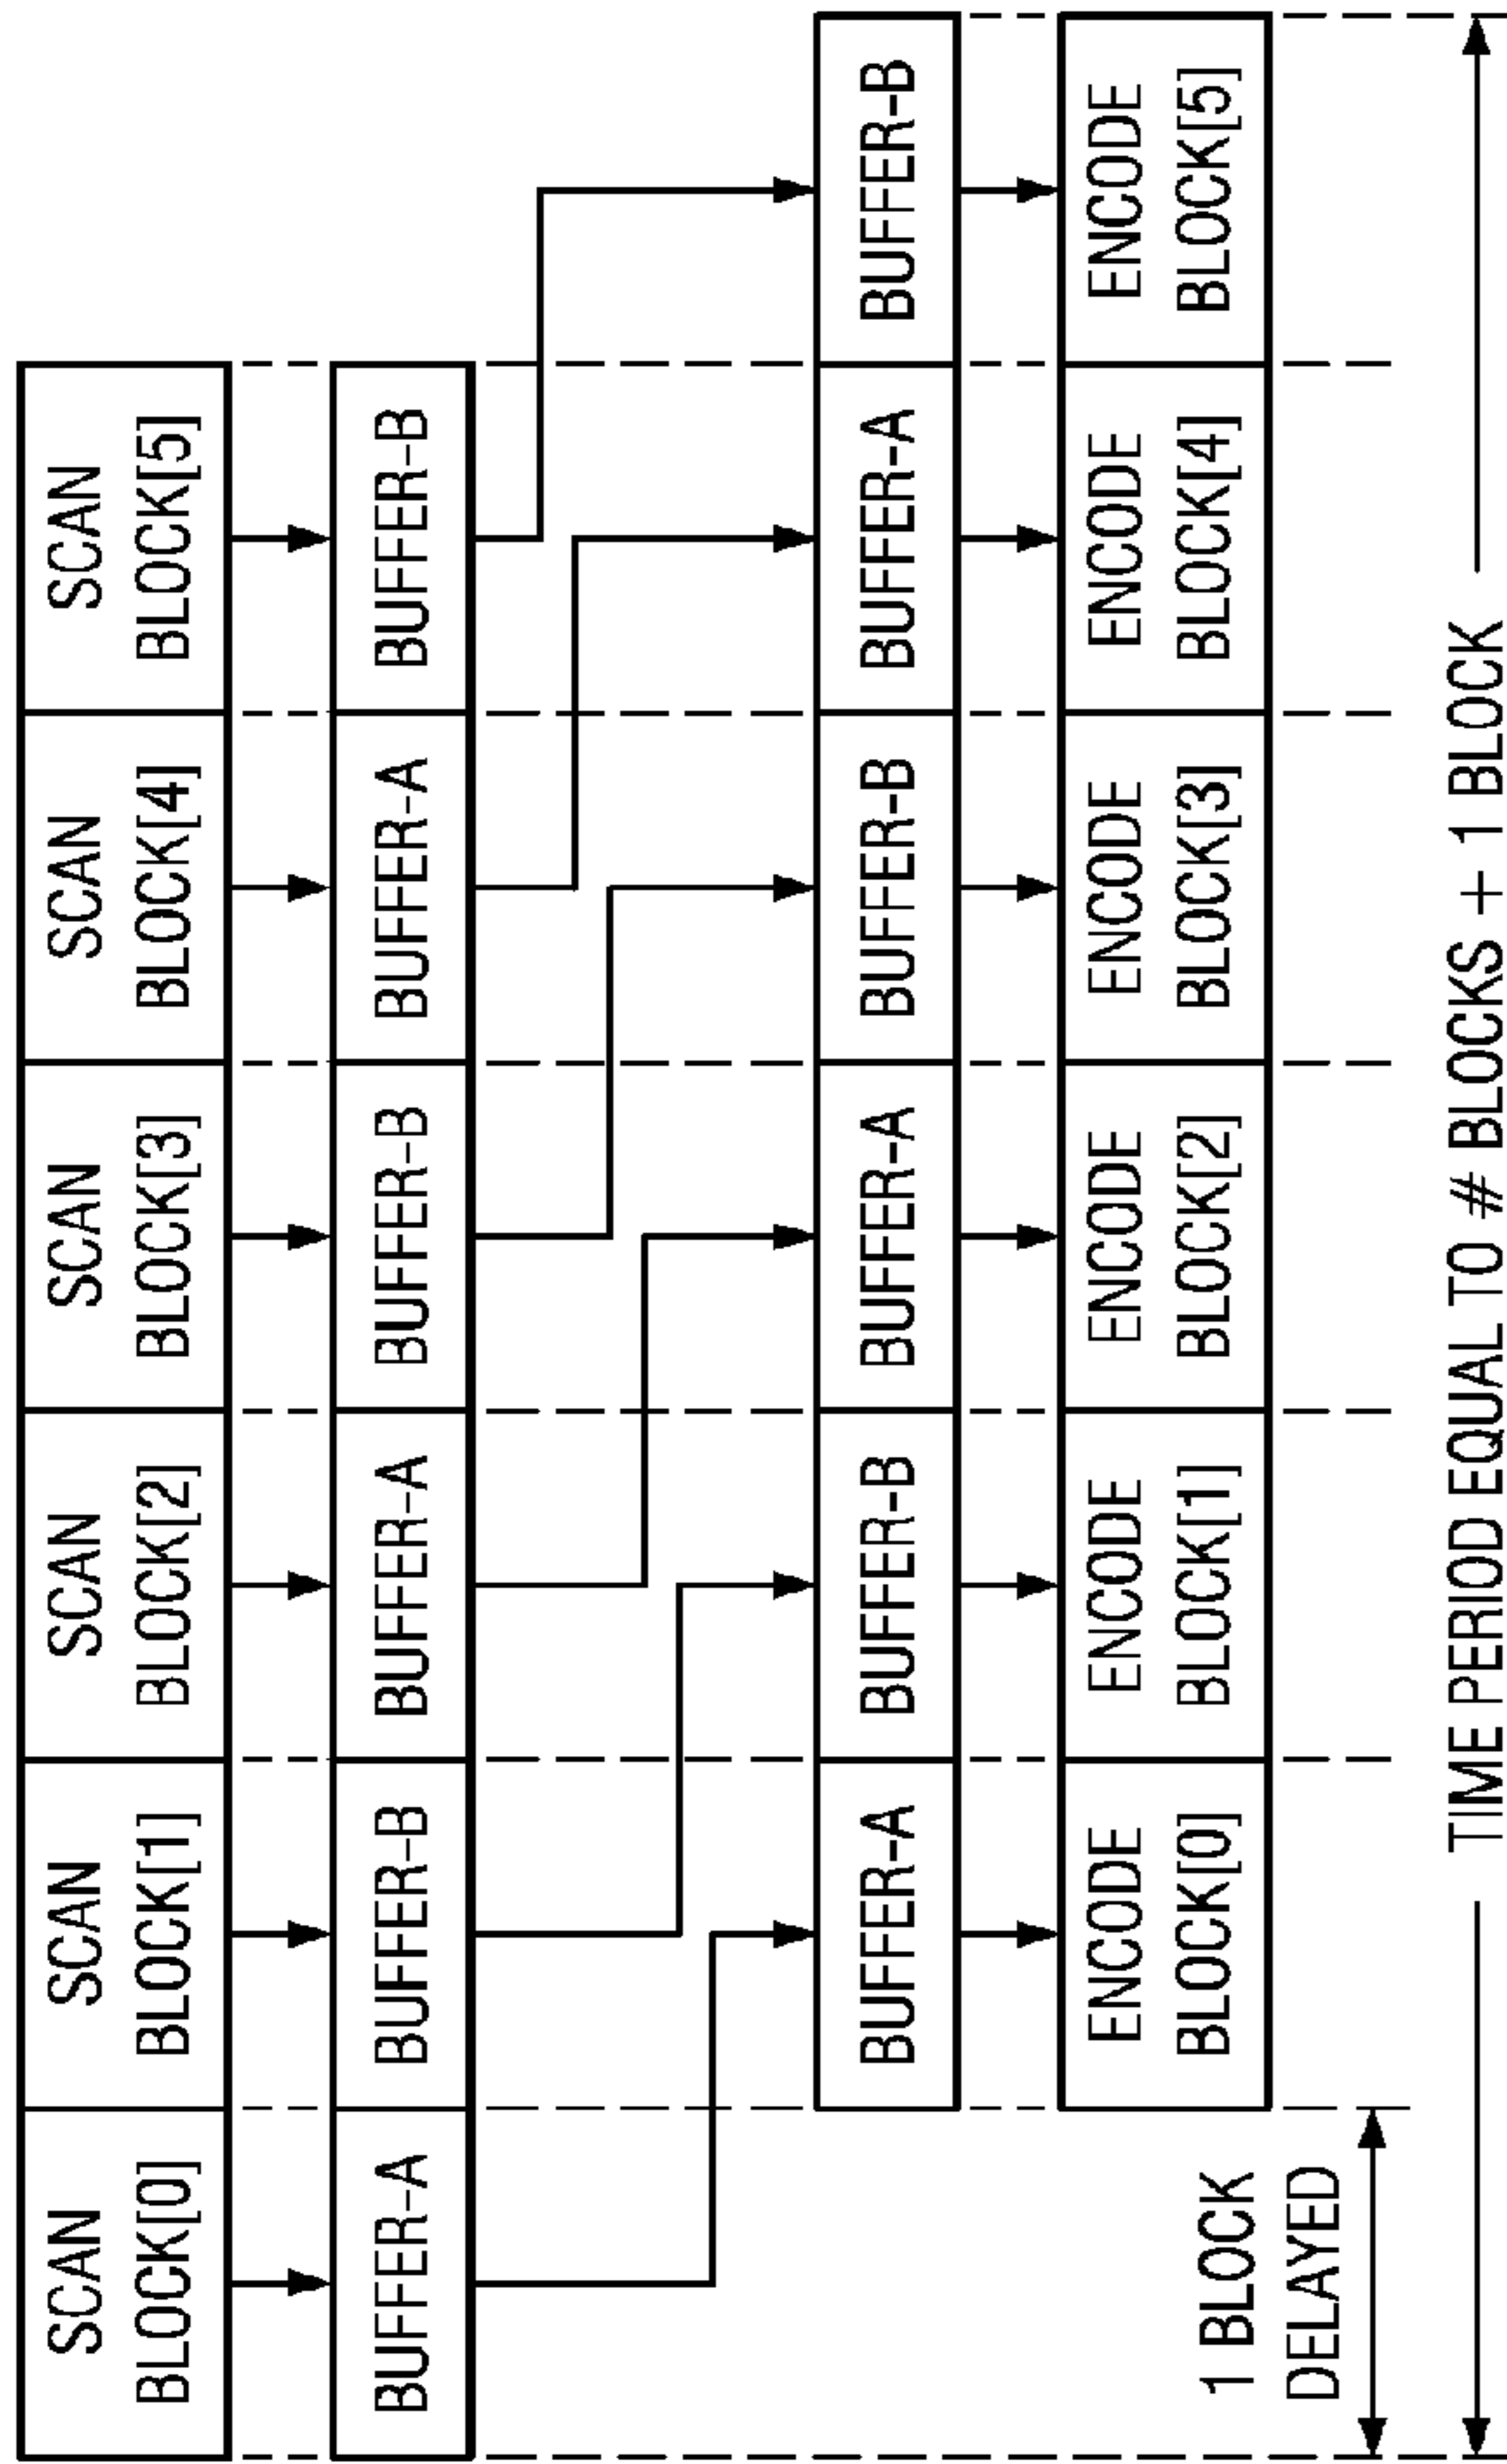 SCAN
BLOCK[0]
SCAN
BLOCK[1]
SCAN
BLOCK[2]
SCAN
BLOCK[3]
SCAN
BLOCK[4]
SCAN
BLOCK[5]
BUFFER-A
BUFFER-B
BUFFER-A
BUFFER-B
BUFFER-A
BUFFER-B
BUFFER-A
BUFFER-B
BUFFER-A
BUFFER-B
BUFFER-A
BUFFER-B
ENCODE
BLOCK[0]
ENCODE
BLOCK[1]
ENCODE
BLOCK[2]
ENCODE
BLOCK[3]
ENCODE
BLOCK[4]
ENCODE
BLOCK[5]
1 BLOCK
DELAYED
TIME PERIOD EQUAL TO # BLOCKS + 1 BLOCK